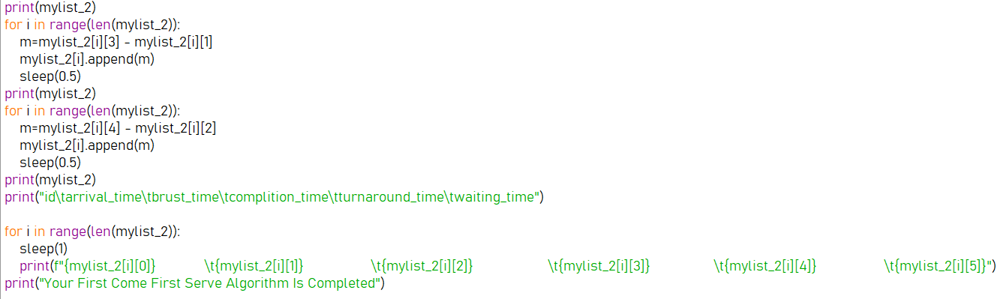 print(mylist_2)
for i in range(len(mylist_2)):
    m=mylist_2[i][3] - mylist_2[i][1]
    mylist_2[i].append(m)
    sleep(0.5)
print(mylist_2)
for i in range(len(mylist_2)):
    m=mylist_2[i][4] - mylist_2[i][2]
    mylist_2[i].append(m)
    sleep(0.5)
print(mylist_2)
print("id\tarrival_time\tbrust_time\tcomplition_time\tturnaround_time\twaiting_time")

for i in range(len(mylist_2)):
    sleep(1)
    print(f"{mylist_2[i][0]}             \t{mylist_2[i][1]}                  \t{mylist_2[i][2]}                    \t{mylist_2[i][3]}                 \t{mylist_2[i][4]}                  \t{mylist_2[i][5]}")
print("Your First Come First Serve Algorithm Is Completed")